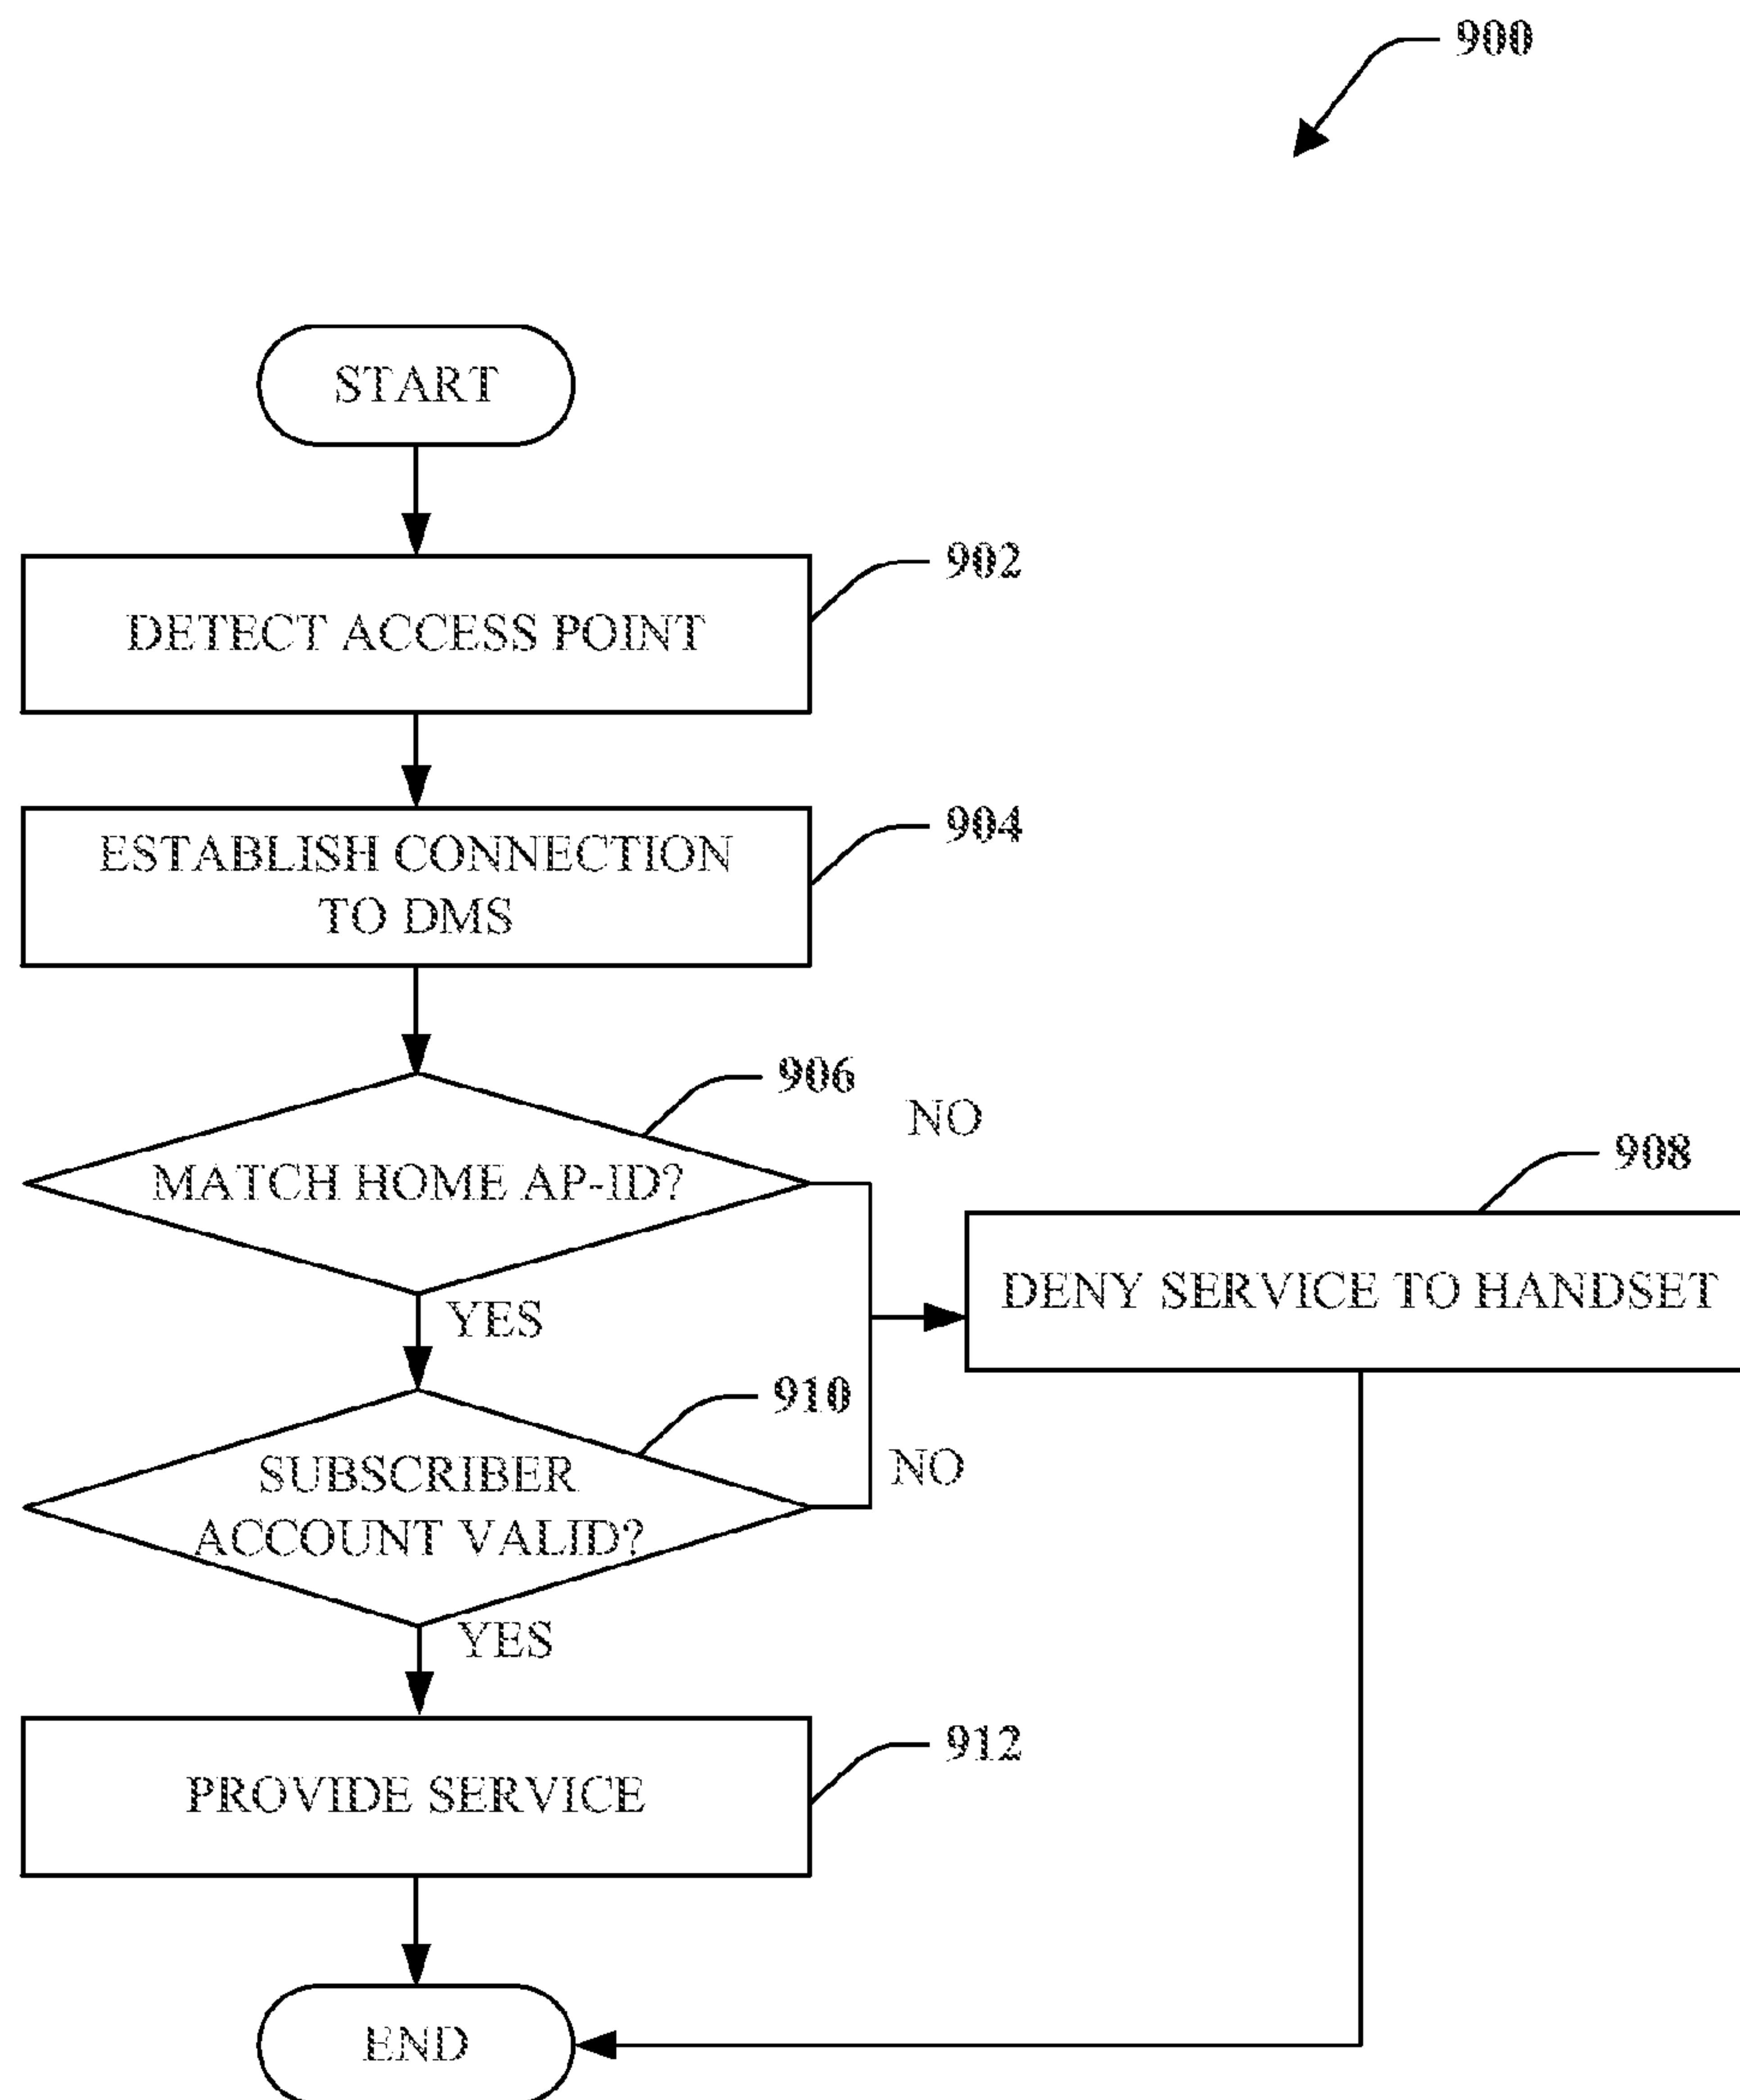 900
START
902
DETECT ACCESS POINT
904
ESTABLISH CONNECTION
TO DMS
906
NO
MATCH HOME AP-ID?
908
DENY SERVICE TO HANDSET
YES
910
SUBSCRIBER
ACCOUNT VALID?
NO
YES
912
PROVIDE SERVICE
END